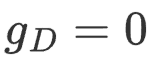 g_D = 0